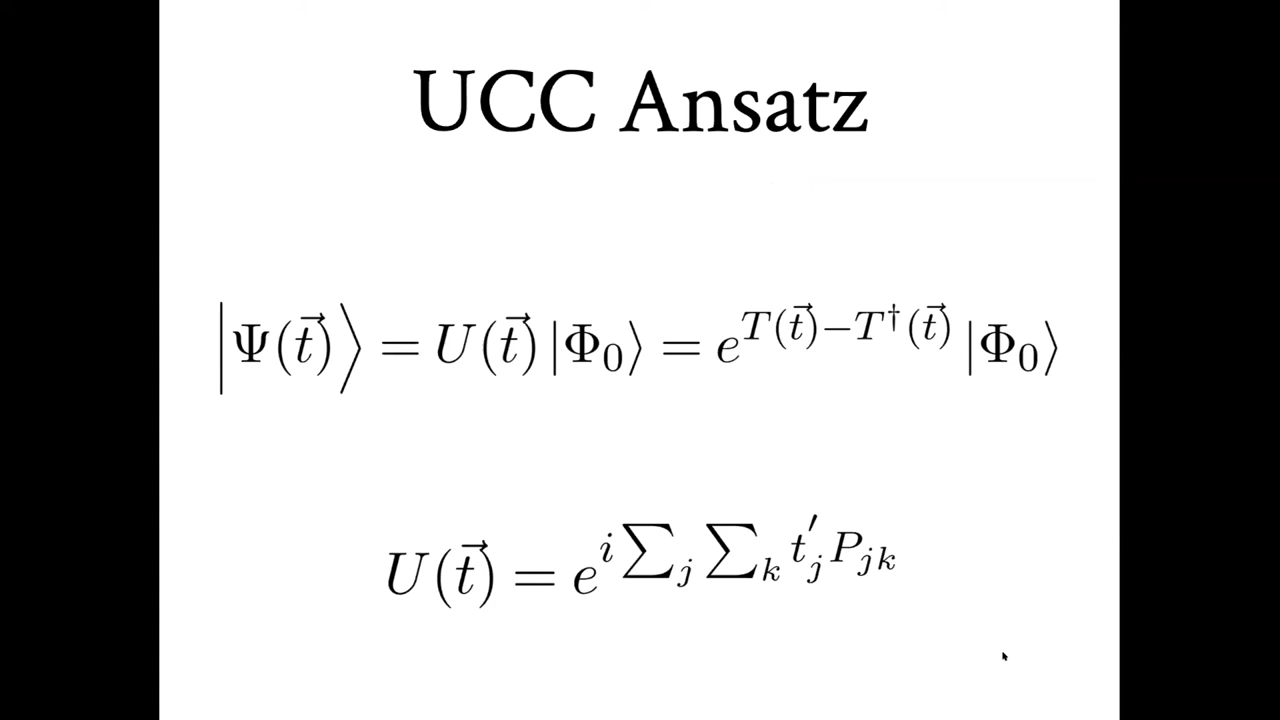 UCC Ansatz
|Ψ(t⃗)⟩ = U(t⃗) |Φ₀⟩ = e^{T(t⃗)−T†(t⃗)} |Φ₀⟩
U(t⃗) = e^{i∑_j ∑_k t′_j P_{jk}}